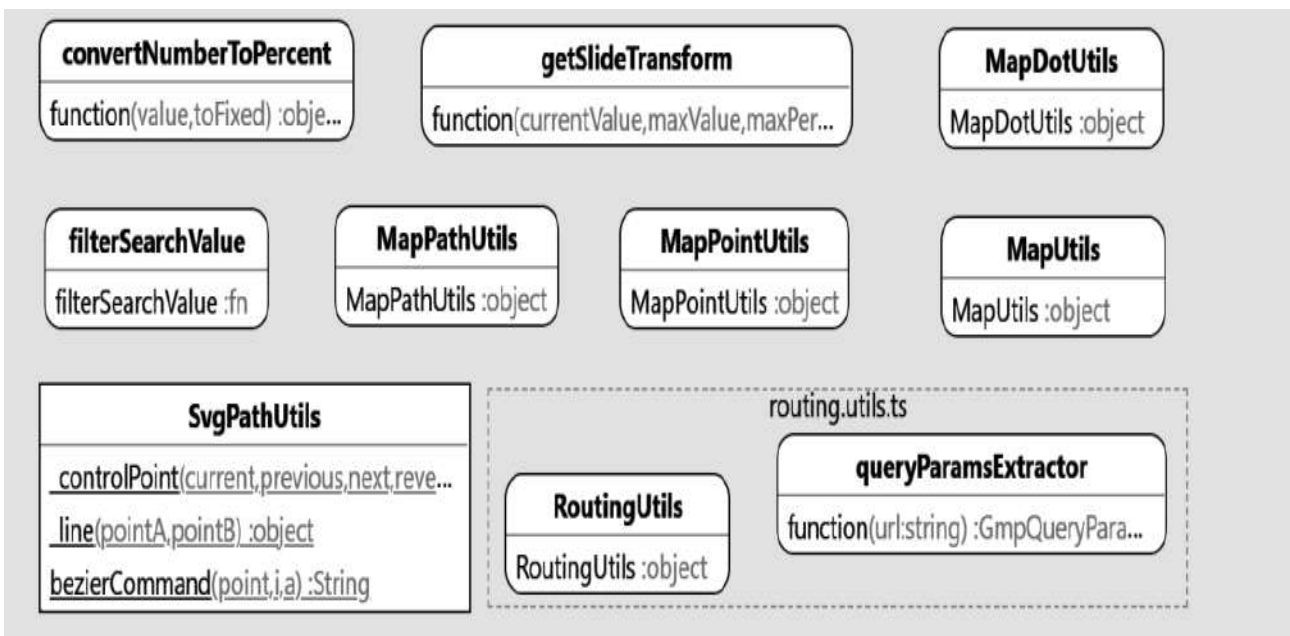 convertNumberToPercent
function(value,toFixed) :obje...
getSlideTransform
function(currentValue,maxValue,maxPer...
MapDotUtils
MapDotUtils :object
filterSearchValue
filterSearchValue :fn
MapPathUtils
MapPathUtils :object
MapPointUtils
MapPointUtils :object
MapUtils
MapUtils :object
SvgPathUtils
_controlPoint(current,previous,next,reve...
_line(pointA,pointB) :object
bezierCommand(point,i,a) :String
routing.utils.ts
RoutingUtils
RoutingUtils :object
queryParamsExtractor
function(url:string) :GmpQueryPara...